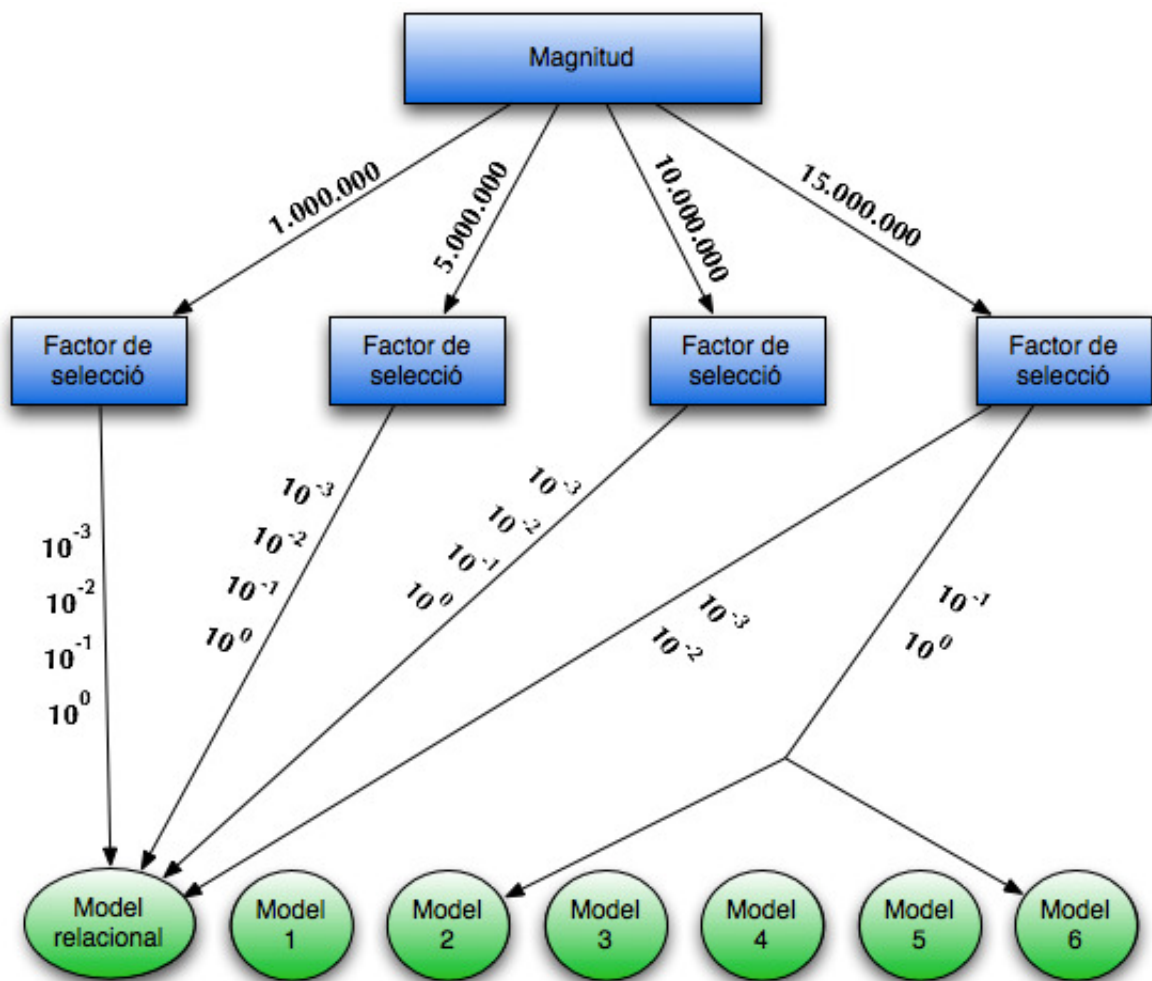 Magnitud
1.000.000
5.000.000
10.000.000
15.000.000
Factor de
selecció
Factor de
selecció
Factor de
selecció
Factor de
selecció
10⁻³
10⁻²
10⁻¹
10⁰
10⁻³
10⁻²
10⁻¹
10⁰
10⁻³
10⁻²
10⁻¹
10⁰
10⁻³
10⁻²
10⁻¹
10⁰
Model
relacional
Model
1
Model
2
Model
3
Model
4
Model
5
Model
6